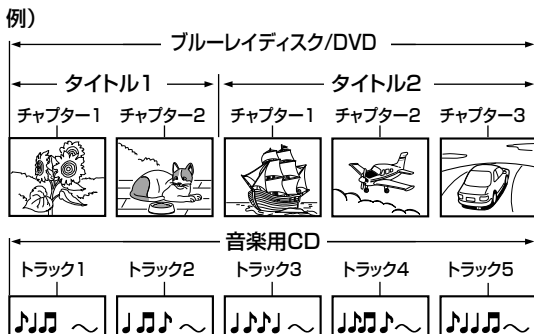 例）
ブルーレイディスク/DVD
タイトル1 タイトル2
チャプター1 チャプター2 チャプター1 チャプター2 チャプター3
音楽用CD
トラック1 トラック2 トラック3 トラック4 トラック5